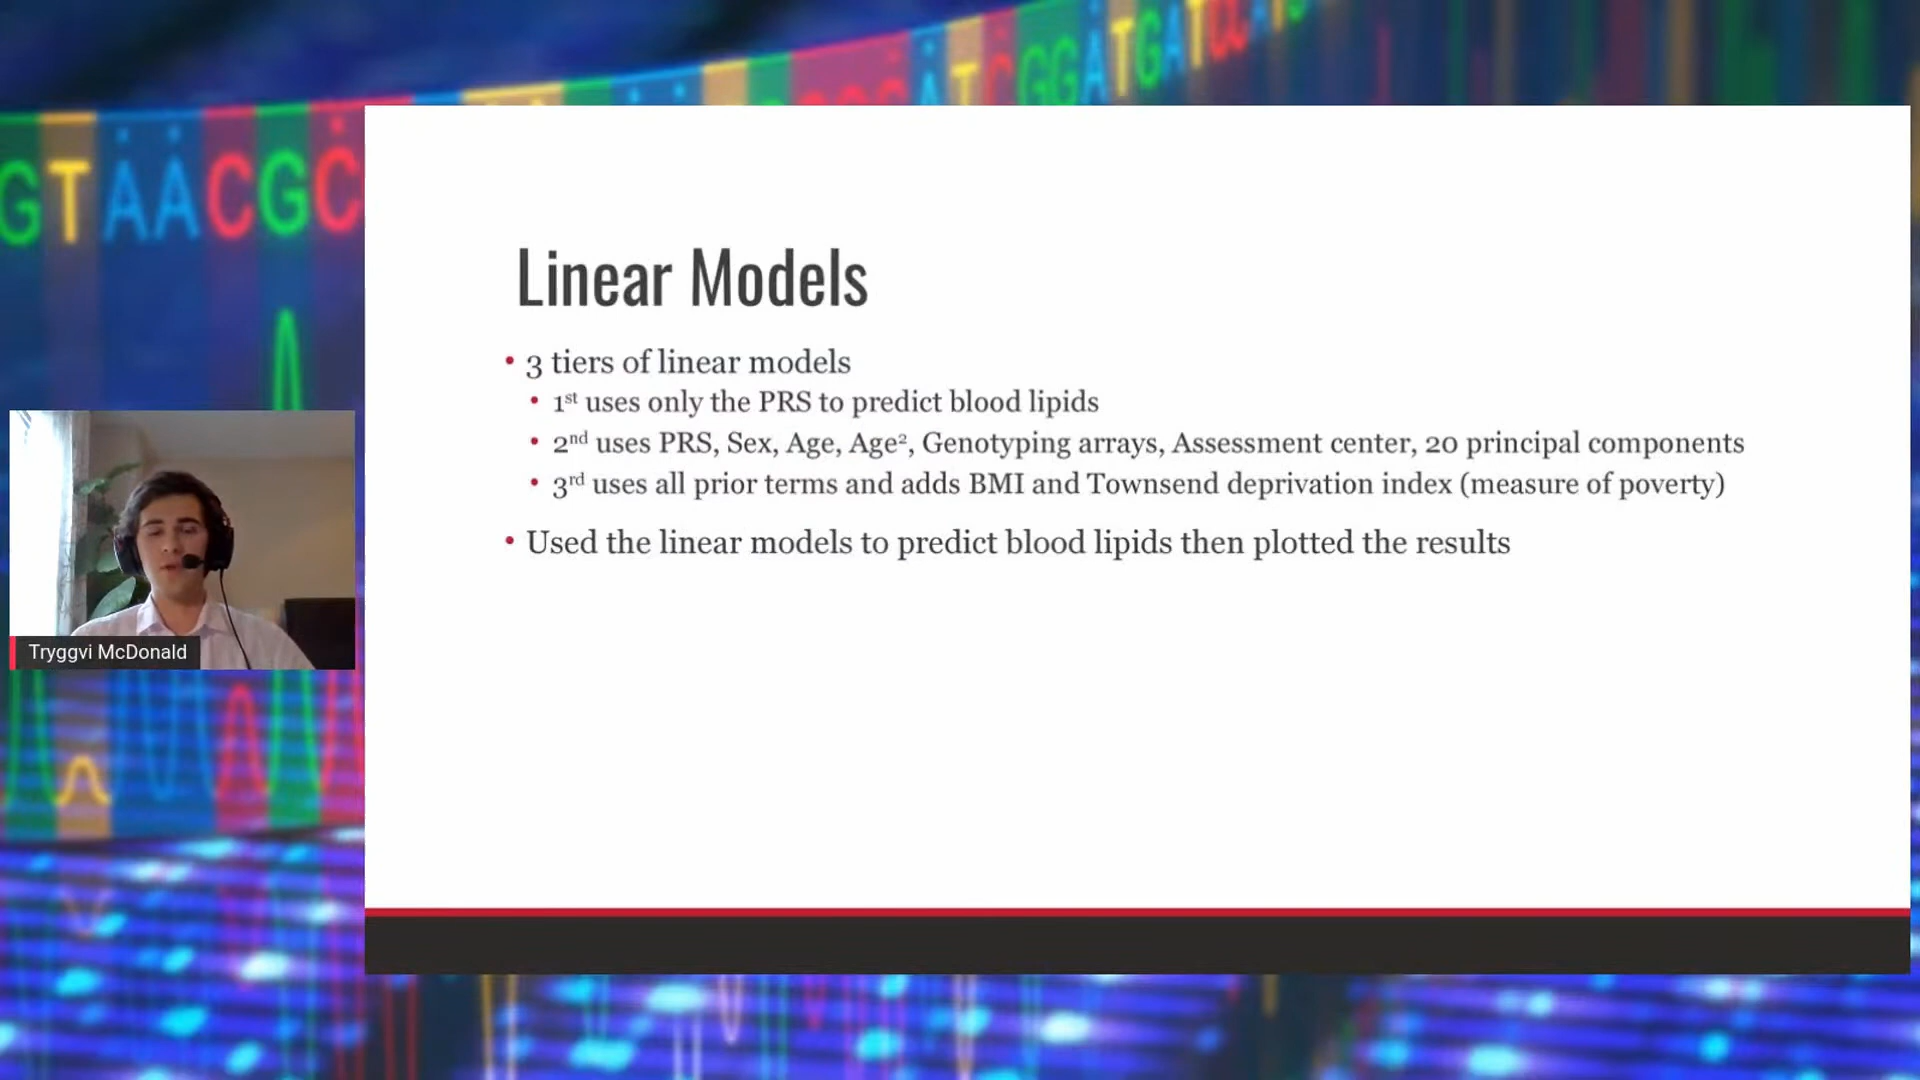 GTAACGC
ATCGGATGAT
Linear Models
• 3 tiers of linear models
• 1st uses only the PRS to predict blood lipids
• 2nd uses PRS, Sex, Age, Age², Genotyping arrays, Assessment center, 20 principal components
• 3rd uses all prior terms and adds BMI and Townsend deprivation index (measure of poverty)
• Used the linear models to predict blood lipids then plotted the results
Tryggvi McDonald